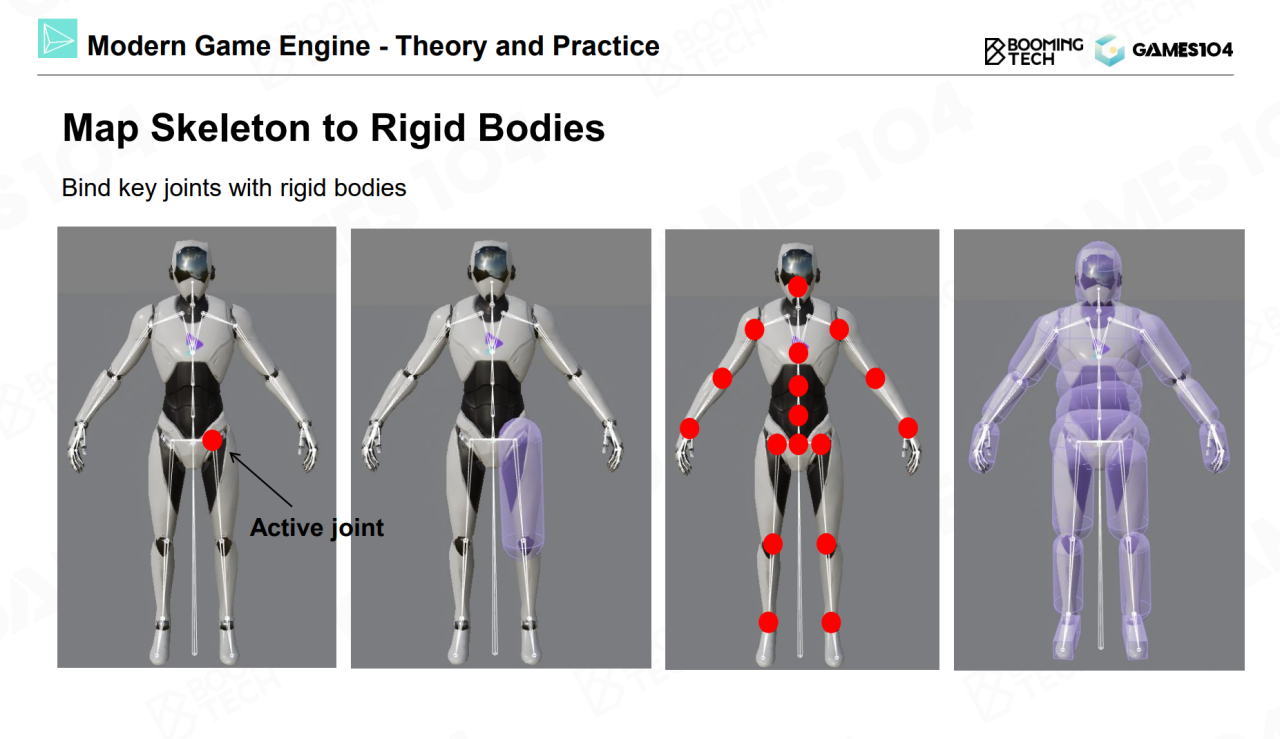 Modern Game Engine - Theory and Practice
BOOMING
TECH
GAMES104
Map Skeleton to Rigid Bodies
Bind key joints with rigid bodies
Active joint